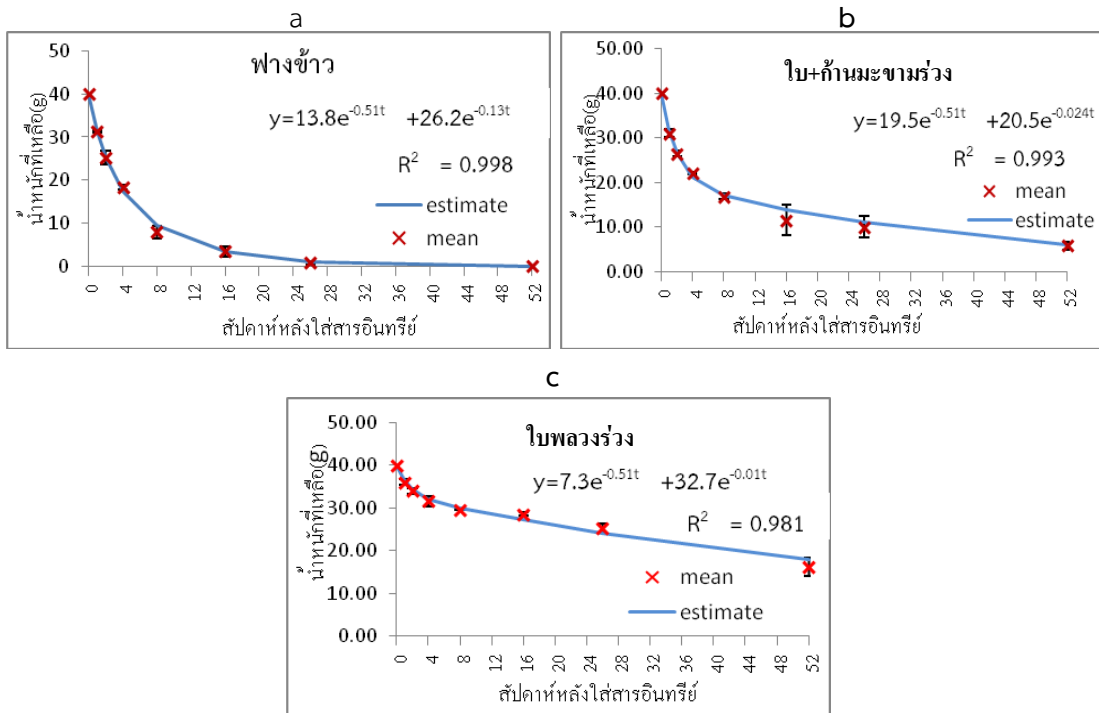 a
50
40
30
20
10
0
น้ำหนักที่เหลือ(g)
ฟางข้าว
y=13.8e^-0.51t +26.2e^-0.13t
R² = 0.998
estimate
mean
0 4 8 12 16 20 24 28 32 36 40 44 48 52
สัปดาห์หลังใส่สารอินทรีย์
b
50.00
40.00
30.00
20.00
10.00
0.00
น้ำหนักที่เหลือ(g)
ใบ+ก้านมะขามร่วง
y=19.5e^-0.51t +20.5e^-0.024t
R² = 0.993
mean
estimate
0 4 8 12 16 20 24 28 32 36 40 44 48 52
สัปดาห์หลังใส่สารอินทรีย์
c
50.00
40.00
30.00
20.00
10.00
0.00
น้ำหนักที่เหลือ(g)
ใบพลวงร่วง
y=7.3e^-0.51t +32.7e^-0.01t
R² = 0.981
mean
estimate
0 4 8 12 16 20 24 28 32 36 40 44 48 52
สัปดาห์หลังใส่สารอินทรีย์